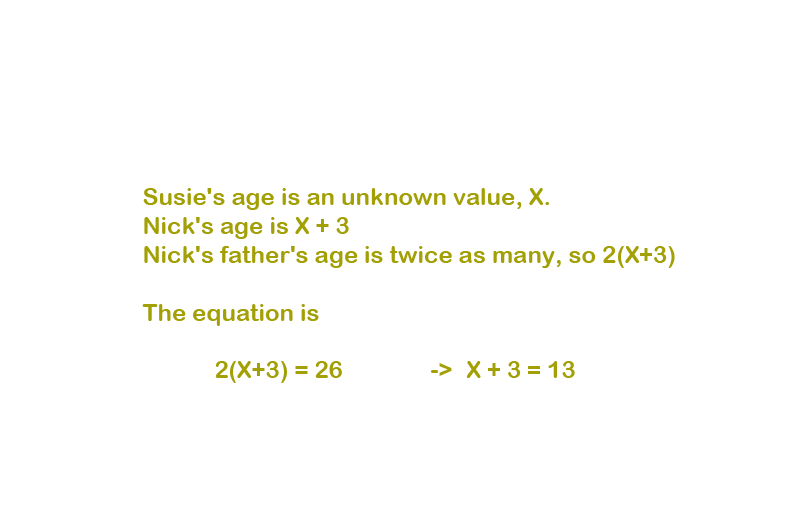 Susie's age is an unknown value, X.
Nick's age is X + 3
Nick's father's age is twice as many, so 2(X+3)
The equation is
2(X+3) = 26 -> X + 3 = 13